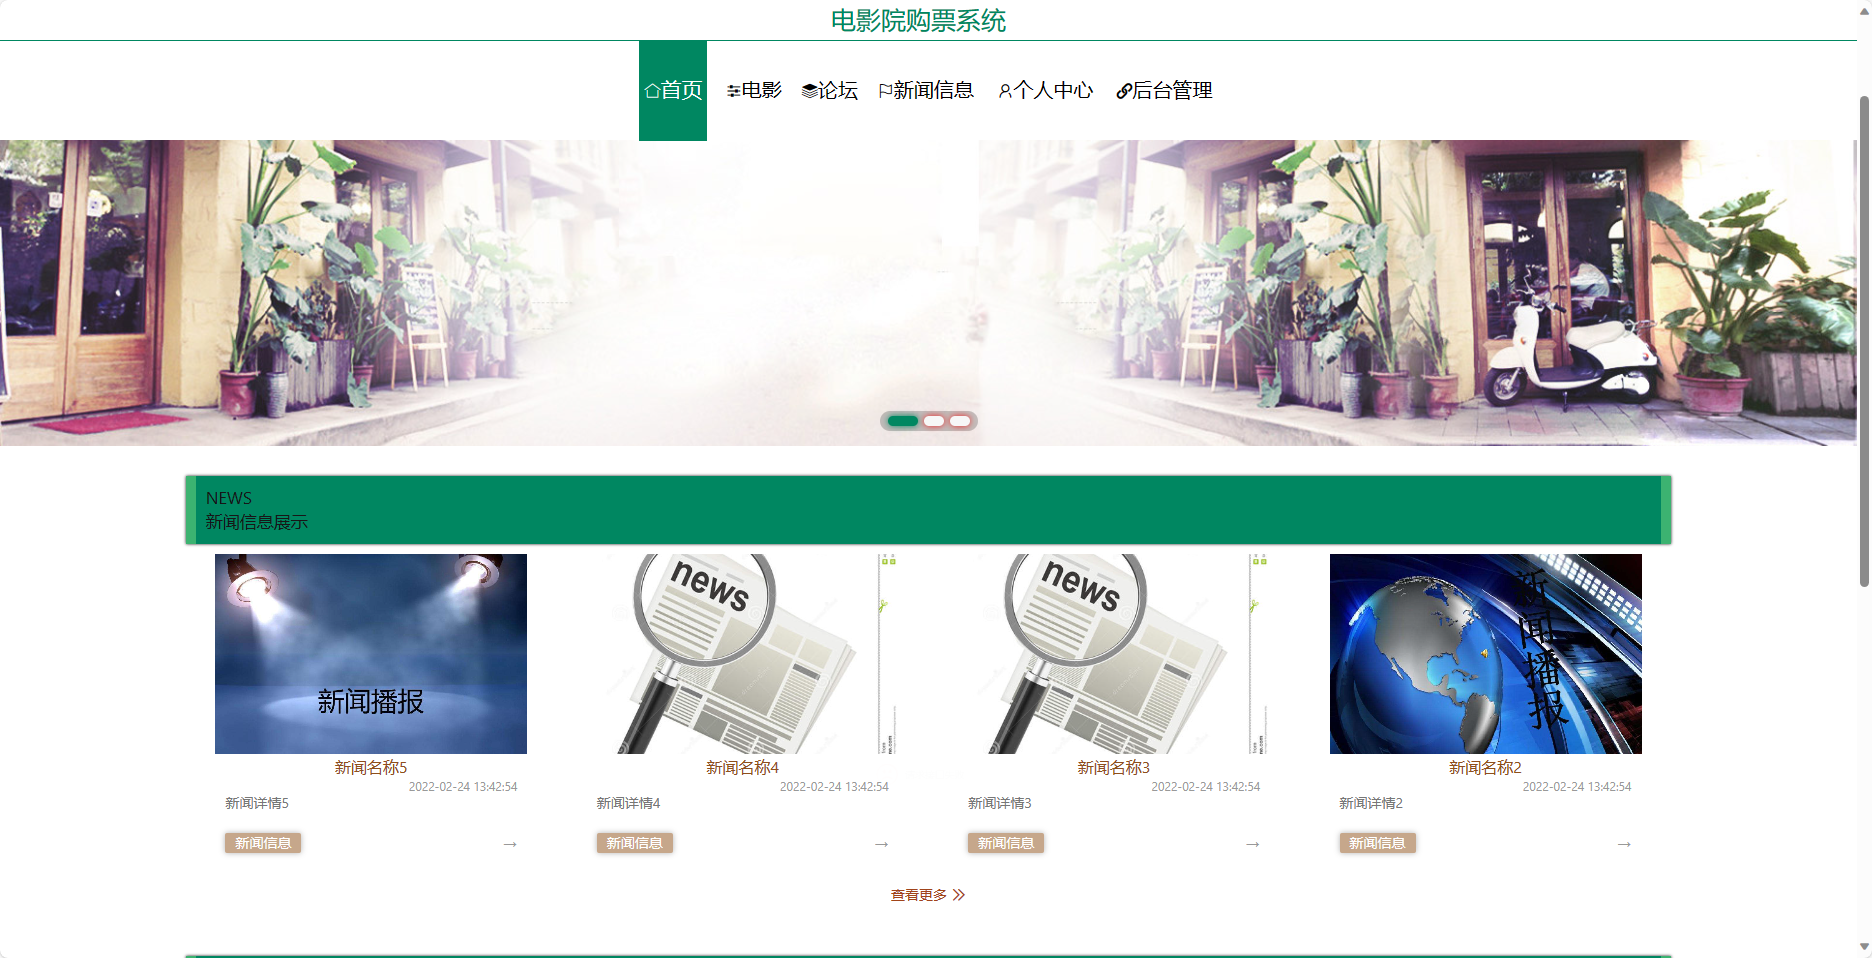 电影院购票系统
首页 电影 论坛 新闻信息 个人中心 后台管理
NEWS
新闻信息展示
新闻播报
news
news
新闻播报
新闻名称5
2022-02-24 13:42:54
新闻详情5
新闻信息 →
新闻名称4
2022-02-24 13:42:54
新闻详情4
新闻信息 →
新闻名称3
2022-02-24 13:42:54
新闻详情3
新闻信息 →
新闻名称2
2022-02-24 13:42:54
新闻详情2
新闻信息 →
查看更多